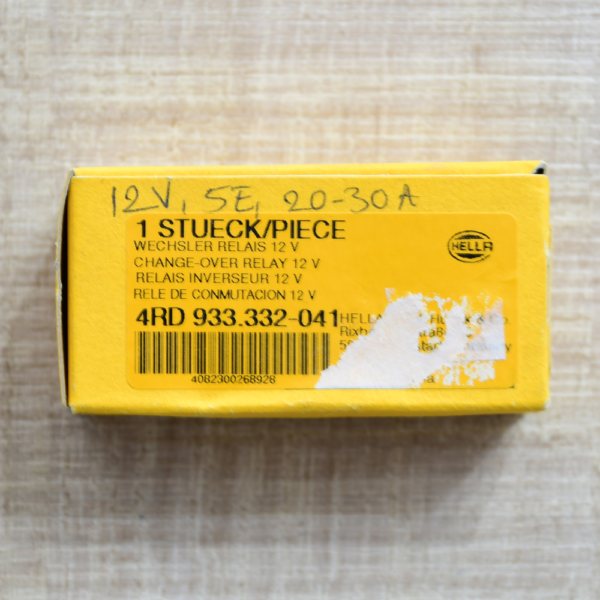 12V, 5E, 20-30A
1 STUECK/PIECE
WECHSLER RELAIS 12 V
CHANGE-OVER RELAY 12 V
RELAIS INVERSEUR 12 V
RELE DE CONMUTACION 12 V
HELLA
4RD 933.332-041
4082300268928